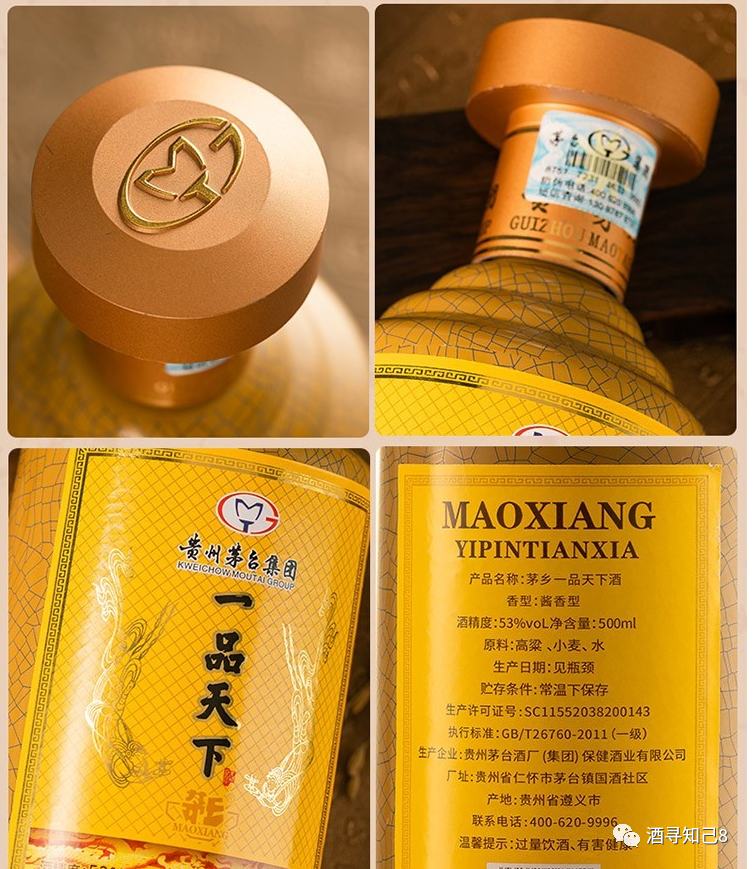 茅台 集团
GUIZHOU MAOTAI
贵州茅台集团
KWEICHOW MOUTAI GROUP
一品天下
茅乡
MAOXIANG
MAOXIANG
YIPINTIANXIA
产品名称:茅乡一品天下酒
香型:酱香型
酒精度:53%voL净含量:500ml
原料:高粱、小麦、水
生产日期:见瓶颈
贮存条件:常温下保存
生产许可证号:SC11552038200143
执行标准:GB/T26760-2011(一级)
生产企业:贵州茅台酒厂(集团)保健酒业有限公司
厂址:贵州省仁怀市茅台镇国酒社区
产地:贵州省遵义市
联系电话:400-620-9996
温馨提示:过量饮酒、有害健康
酒寻知己8